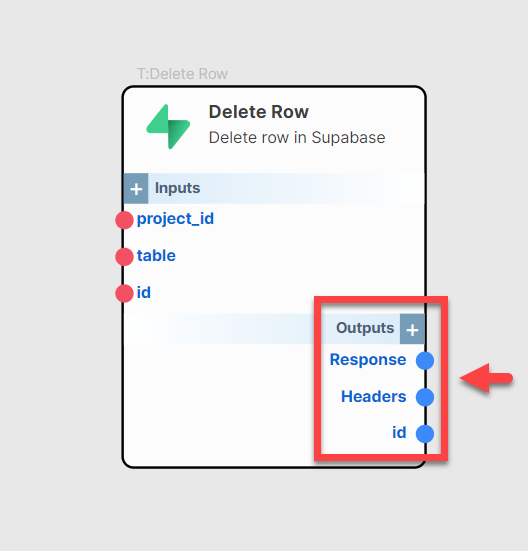 T:Delete Row
Delete Row
Delete row in Supabase
+ Inputs
project_id
table
id
Outputs +
Response
Headers
id